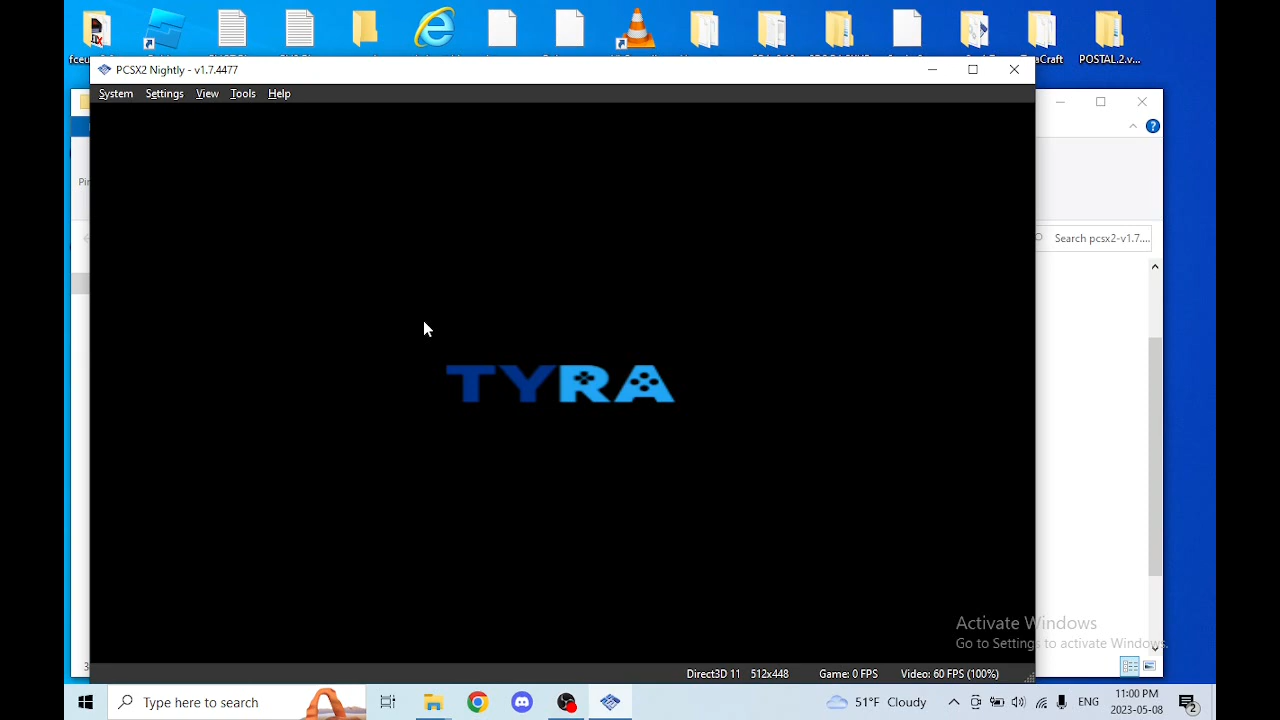 POSTAL.2.v...
PCSX2 Nightly - v1.7.4477
System Settings View Tools Help
Search pcsx2-v1.7....
TYRA
Activate Windows
Go to Settings to activate Windows.
Direct3D 11 512x448 Game: 0 FPS Video: 60 FPS (100%)
Type here to search
51°F Cloudy
ENG
11:00 PM
2023-05-08
2